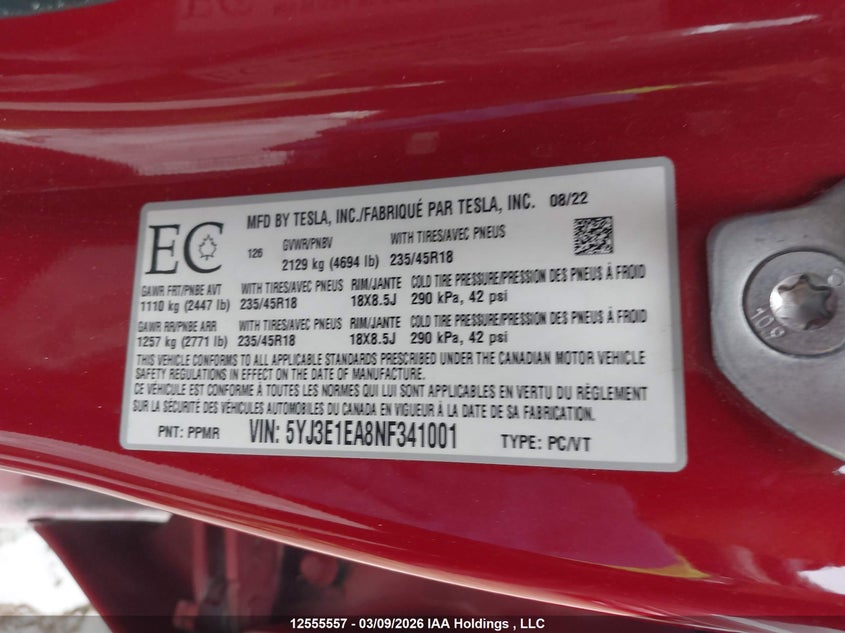 EC
MFD BY TESLA, INC./FABRIQUÉ PAR TESLA, INC. 08/22
126
GVWR/PNBV WITH TIRES/AVEC PNEUS
2129 kg (4694 lb) 235/45R18
GAWR FRT/PNBE AVT WITH TIRES/AVEC PNEUS RIM/JANTE COLD TIRE PRESSURE/PRESSION DES PNEUS À FROID
1110 kg (2447 lb) 235/45R18 18X8.5J 290 kPa, 42 psi
GAWR RR/PNBE ARR WITH TIRES/AVEC PNEUS RIM/JANTE COLD TIRE PRESSURE/PRESSION DES PNEUS À FROID
1257 kg (2771 lb) 235/45R18 18X8.5J 290 kPa, 42 psi
THIS VEHICLE CONFORMS TO ALL APPLICABLE STANDARDS PRESCRIBED UNDER THE CANADIAN MOTOR VEHICLE
SAFETY REGULATIONS IN EFFECT ON THE DATE OF MANUFACTURE.
CE VÉHICULE EST CONFORME À TOUTES LES NORMES QUI LUI SONT APPLICABLES EN VERTU DU RÈGLEMENT
SUR LA SÉCURITÉ DES VÉHICULES AUTOMOBILES DU CANADA EN VIGUEUR À LA DATE DE SA FABRICATION.
PNT: PPMR VIN: 5YJ3E1EA8NF341001 TYPE: PC/VT
10.9
12555557 - 03/09/2026 IAA Holdings , LLC